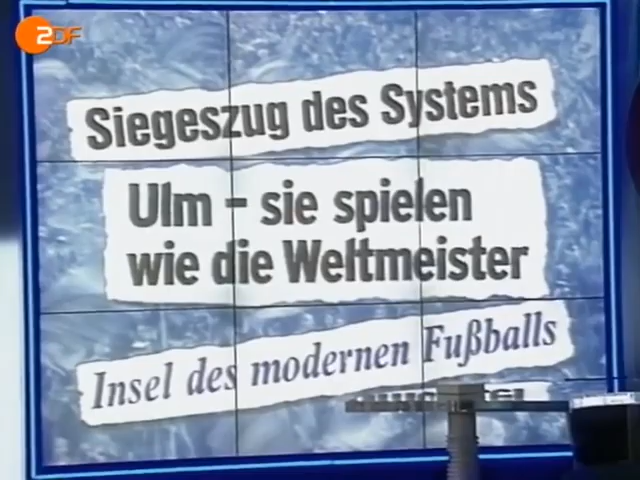 2DF
Siegeszug des Systems
Ulm - sie spielen
wie die Weltmeister
Insel des modernen Fußballs